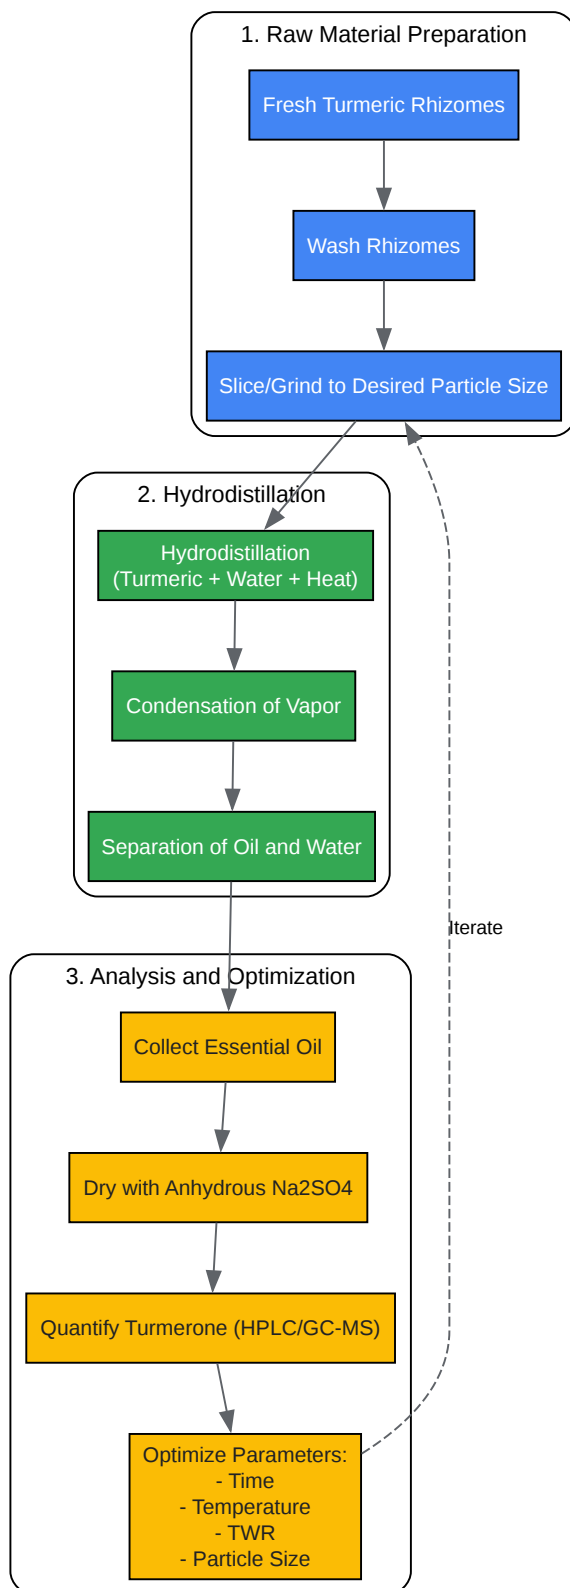 1. Raw Material Preparation
Fresh Turmeric Rhizomes
Wash Rhizomes
Slice/Grind to Desired Particle Size
2. Hydrodistillation
Hydrodistillation
(Turmeric + Water + Heat)
Condensation of Vapor
Separation of Oil and Water
Iterate
3. Analysis and Optimization
Collect Essential Oil
Dry with Anhydrous Na2SO4
Quantify Turmerone (HPLC/GC-MS)
Optimize Parameters:
- Time
- Temperature
- TWR
- Particle Size